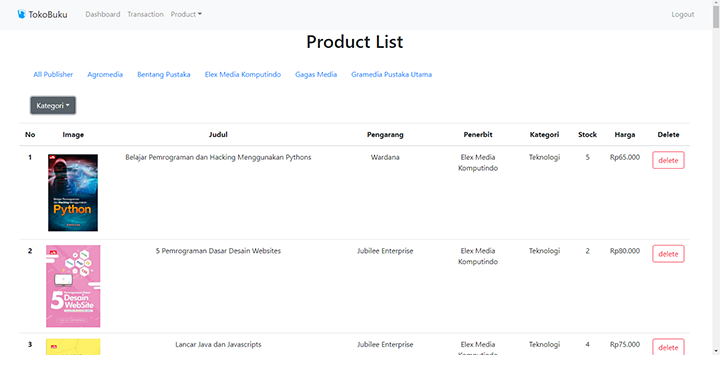 TokoBuku Dashboard Transaction Product Logout
Product List
All Publisher Agromedia Bentang Pustaka Elex Media Komputindo Gagas Media Gramedia Pustaka Utama
Kategori
No Image Judul Pengarang Penerbit Kategori Stock Harga Delete
1 Belajar Pemrograman dan Hacking Menggunakan Pythons Wardana Elex Media Komputindo Teknologi 5 Rp65.000 delete
Python
2 5 Pemrograman Dasar Desain Websites Jubilee Enterprise Elex Media Komputindo Teknologi 2 Rp80.000 delete
5 Desain
WebSite
3 Lancar Java dan Javascripts Jubilee Enterprise Elex Media Komputindo Teknologi 4 Rp75.000 delete